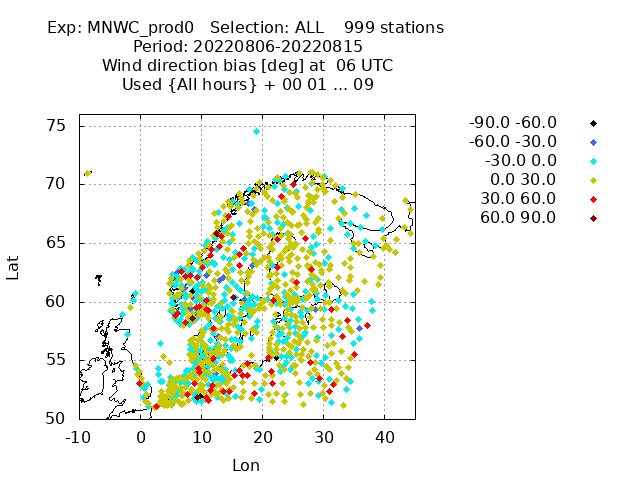 Exp: MNWC_prod0   Selection: ALL    999 stations
Period: 20220806-20220815
Wind direction bias [deg] at  06 UTC
Used {All hours} + 00 01 ... 09
-90.0 -60.0
-60.0 -30.0
-30.0 0.0
0.0 30.0
30.0 60.0
60.0 90.0
75
70
65
60
55
50
Lat
-10 0 10 20 30 40
Lon